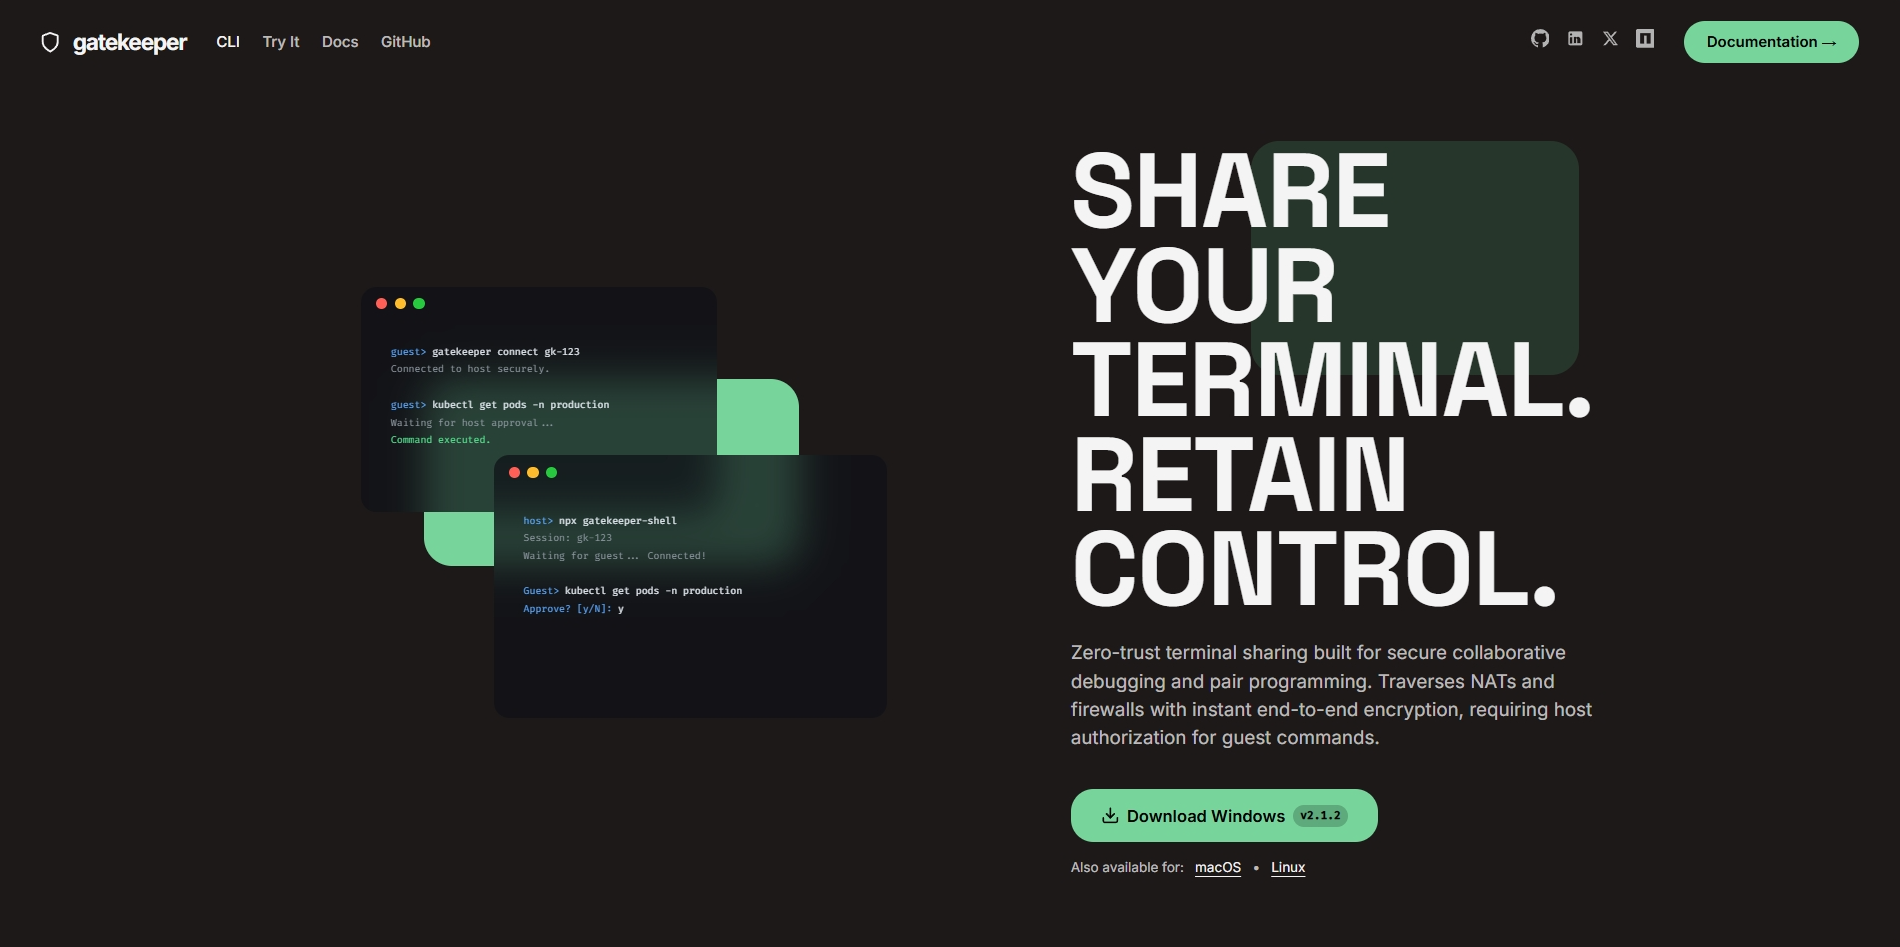 gatekeeper
CLI
Try It
Docs
GitHub
Documentation →
guest> gatekeeper connect gk-123
Connected to host securely.
guest> kubectl get pods -n production
Waiting for host approval...
Command executed.
host> npx gatekeeper-shell
Session: gk-123
Waiting for guest... Connected!
Guest> kubectl get pods -n production
Approve? [y/N]: y
SHARE
YOUR
TERMINAL.
RETAIN
CONTROL.
Zero-trust terminal sharing built for secure collaborative
debugging and pair programming. Traverses NATs and
firewalls with instant end-to-end encryption, requiring host
authorization for guest commands.
Download Windows v2.1.2
Also available for: macOS • Linux